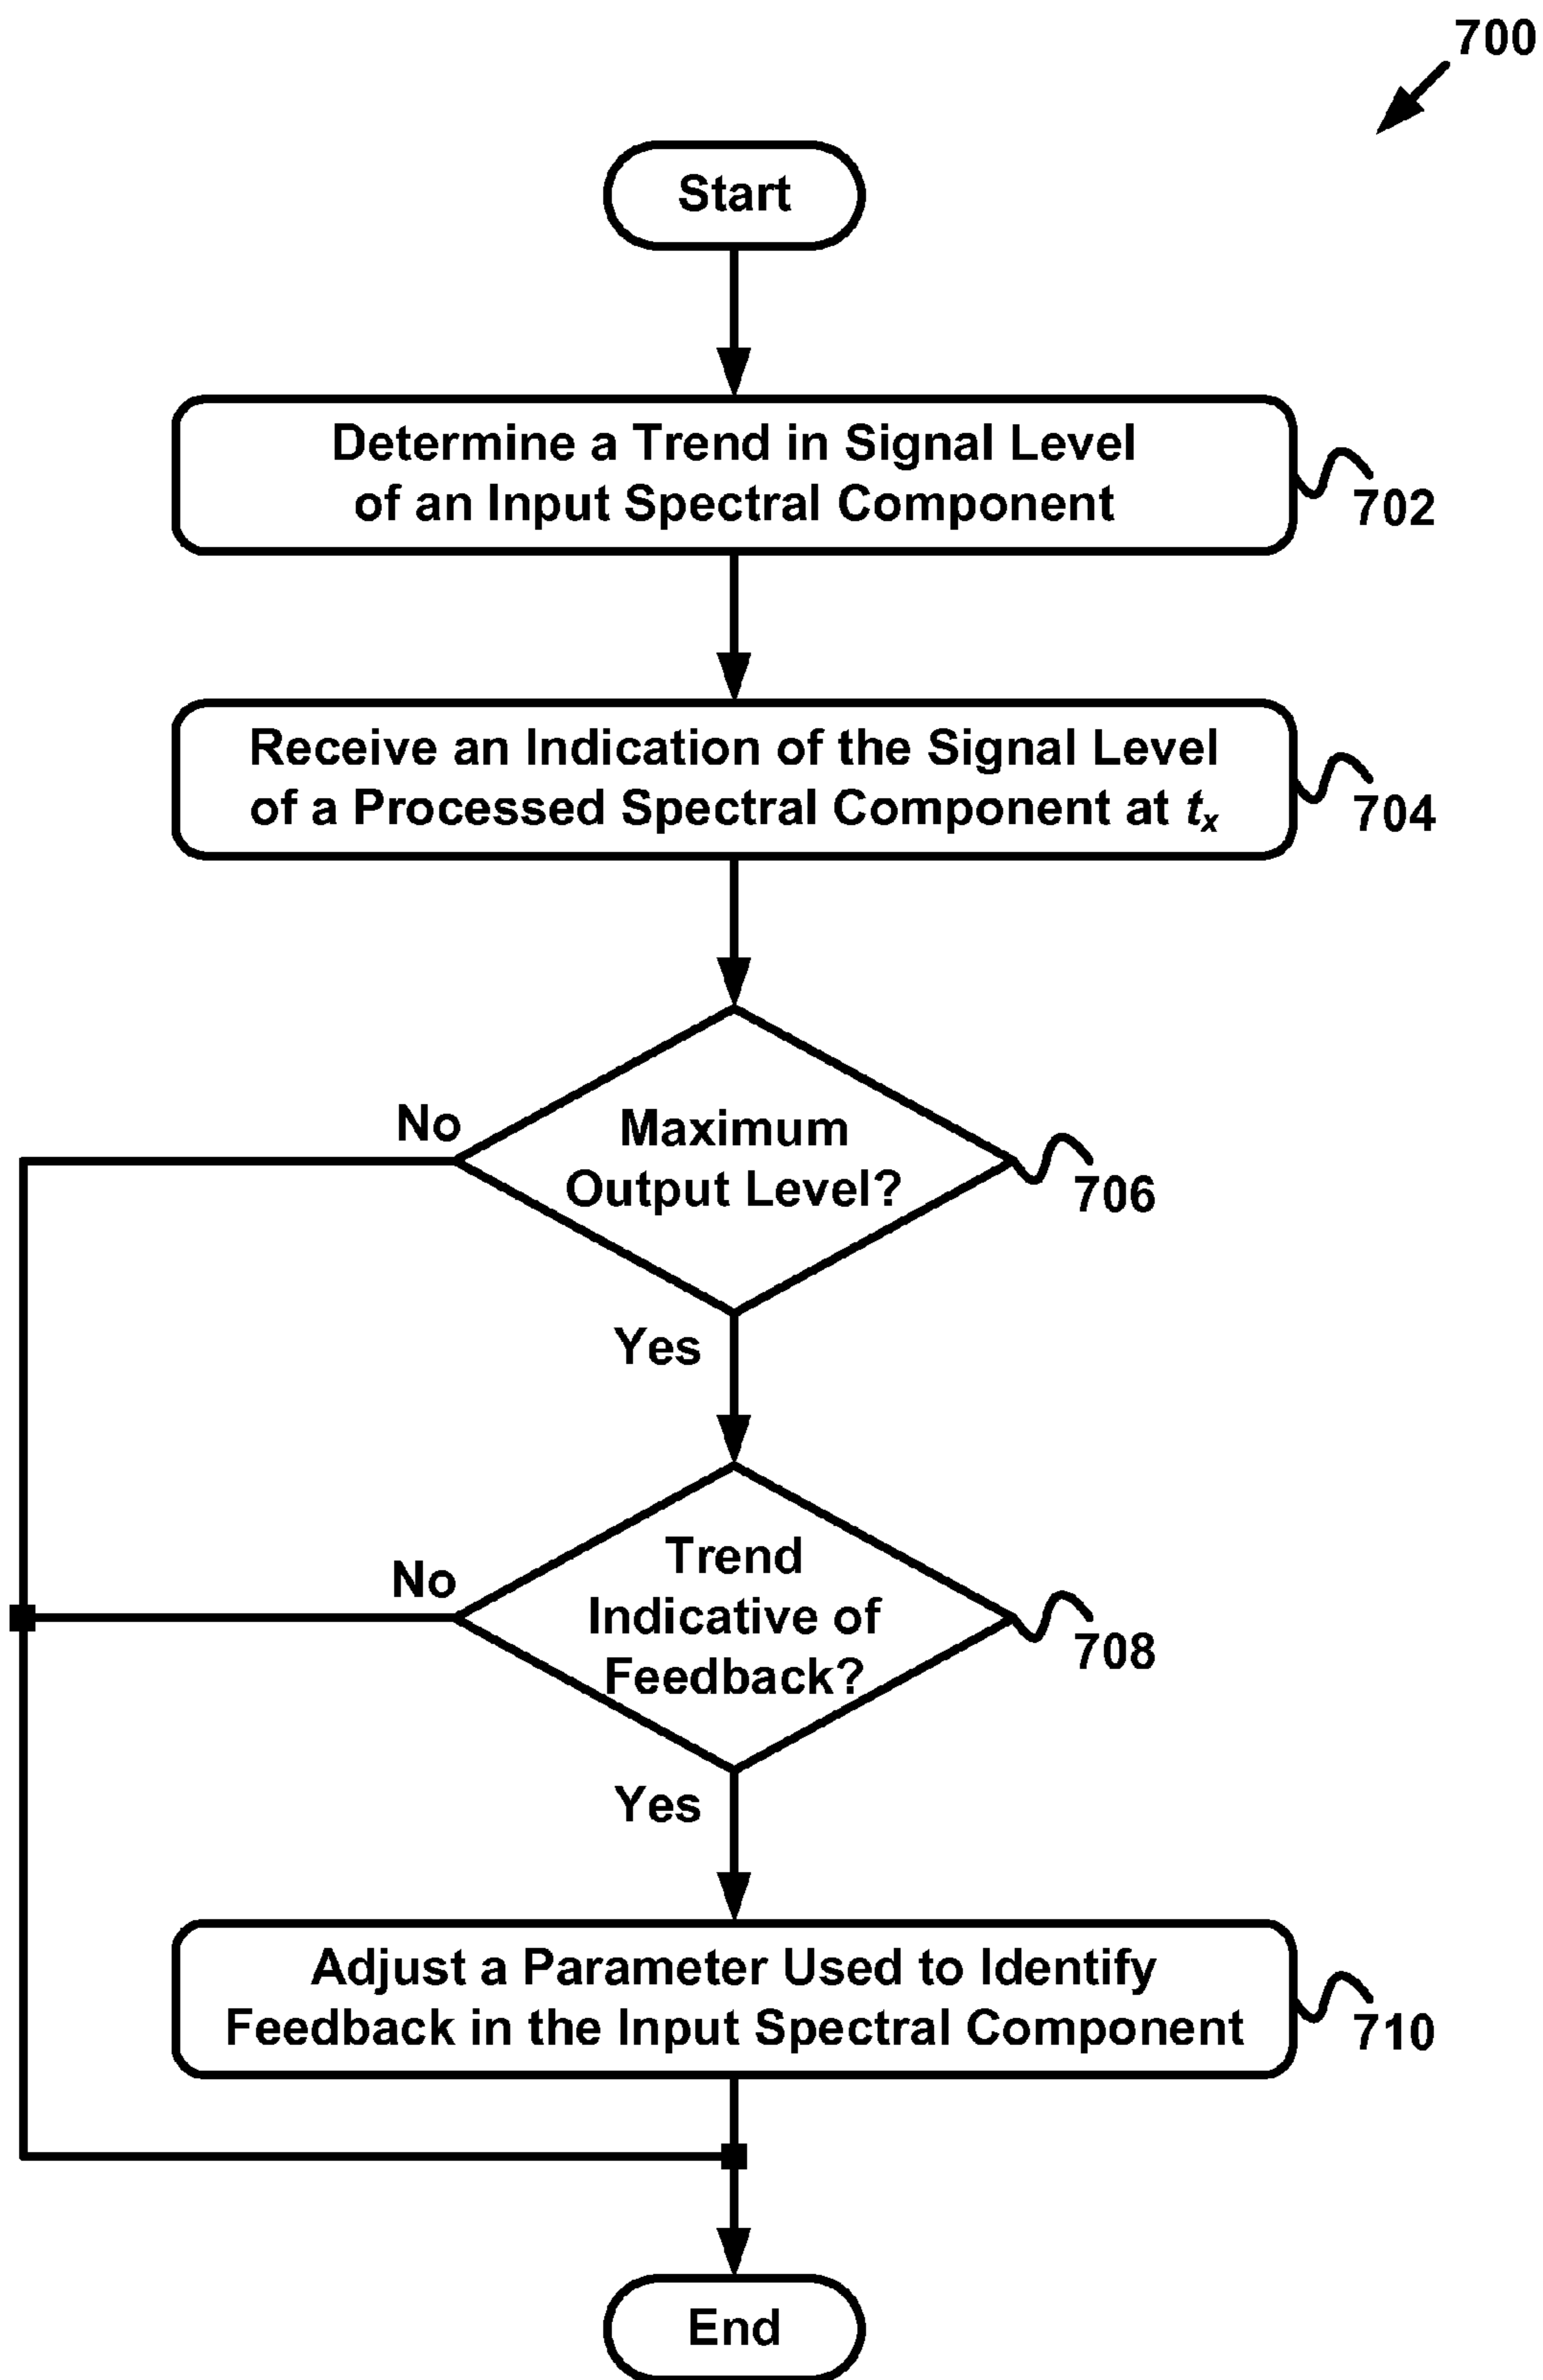 700
Start
Determine a Trend in Signal Level
of an Input Spectral Component
702
Receive an Indication of the Signal Level
of a Processed Spectral Component at tx
704
No
Maximum
Output Level?
706
Yes
No
Trend
Indicative of
Feedback?
708
Yes
Adjust a Parameter Used to Identify
Feedback in the Input Spectral Component
710
End